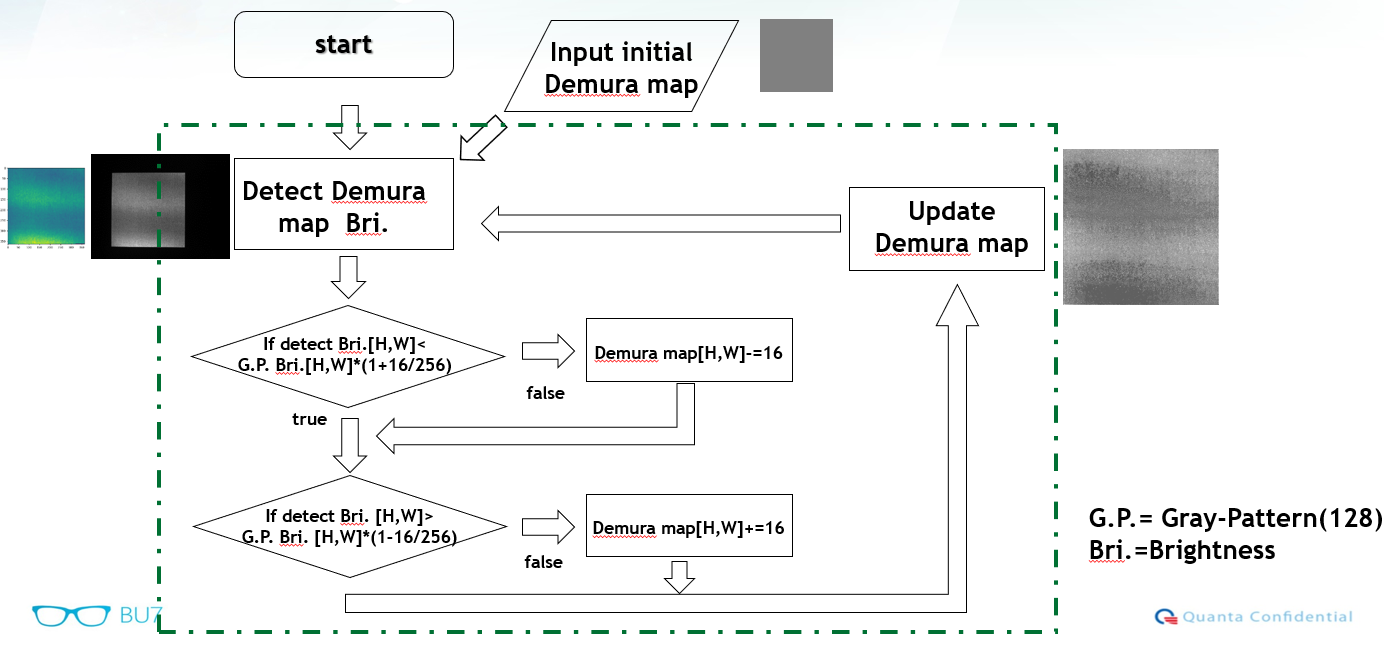 start
Input initial
Demura map
Detect Demura
map Bri.
Update
Demura map
If detect Bri.[H,W]<
G.P. Bri.[H,W]*(1+16/256)
Demura map[H,W]-=16
false
true
If detect Bri. [H,W]>
G.P. Bri. [H,W]*(1-16/256)
Demura map[H,W]+=16
false
G.P.= Gray-Pattern(128)
Bri.=Brightness
BU7
Quanta Confidential